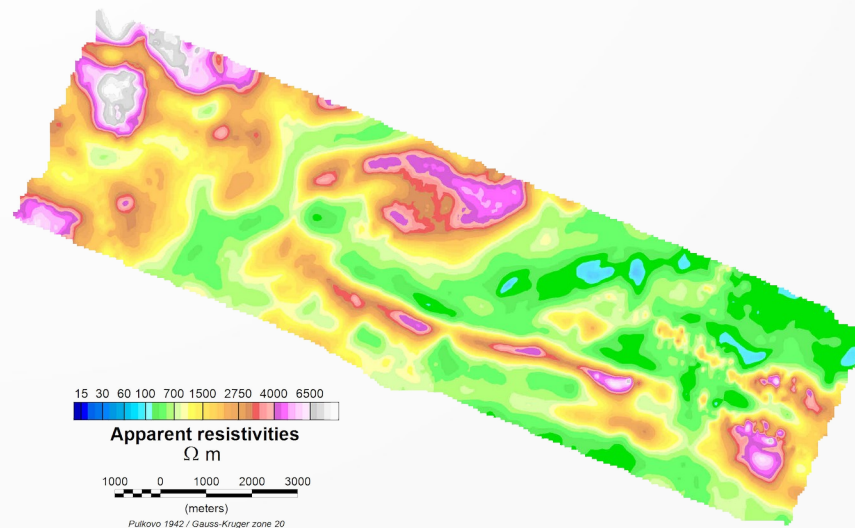 15 30 60 100 700 1500 2750 4000 6500
Apparent resistivities
Ω m
1000 0 1000 2000 3000
(meters)
Pulkovo 1942 / Gauss-Kruger zone 20